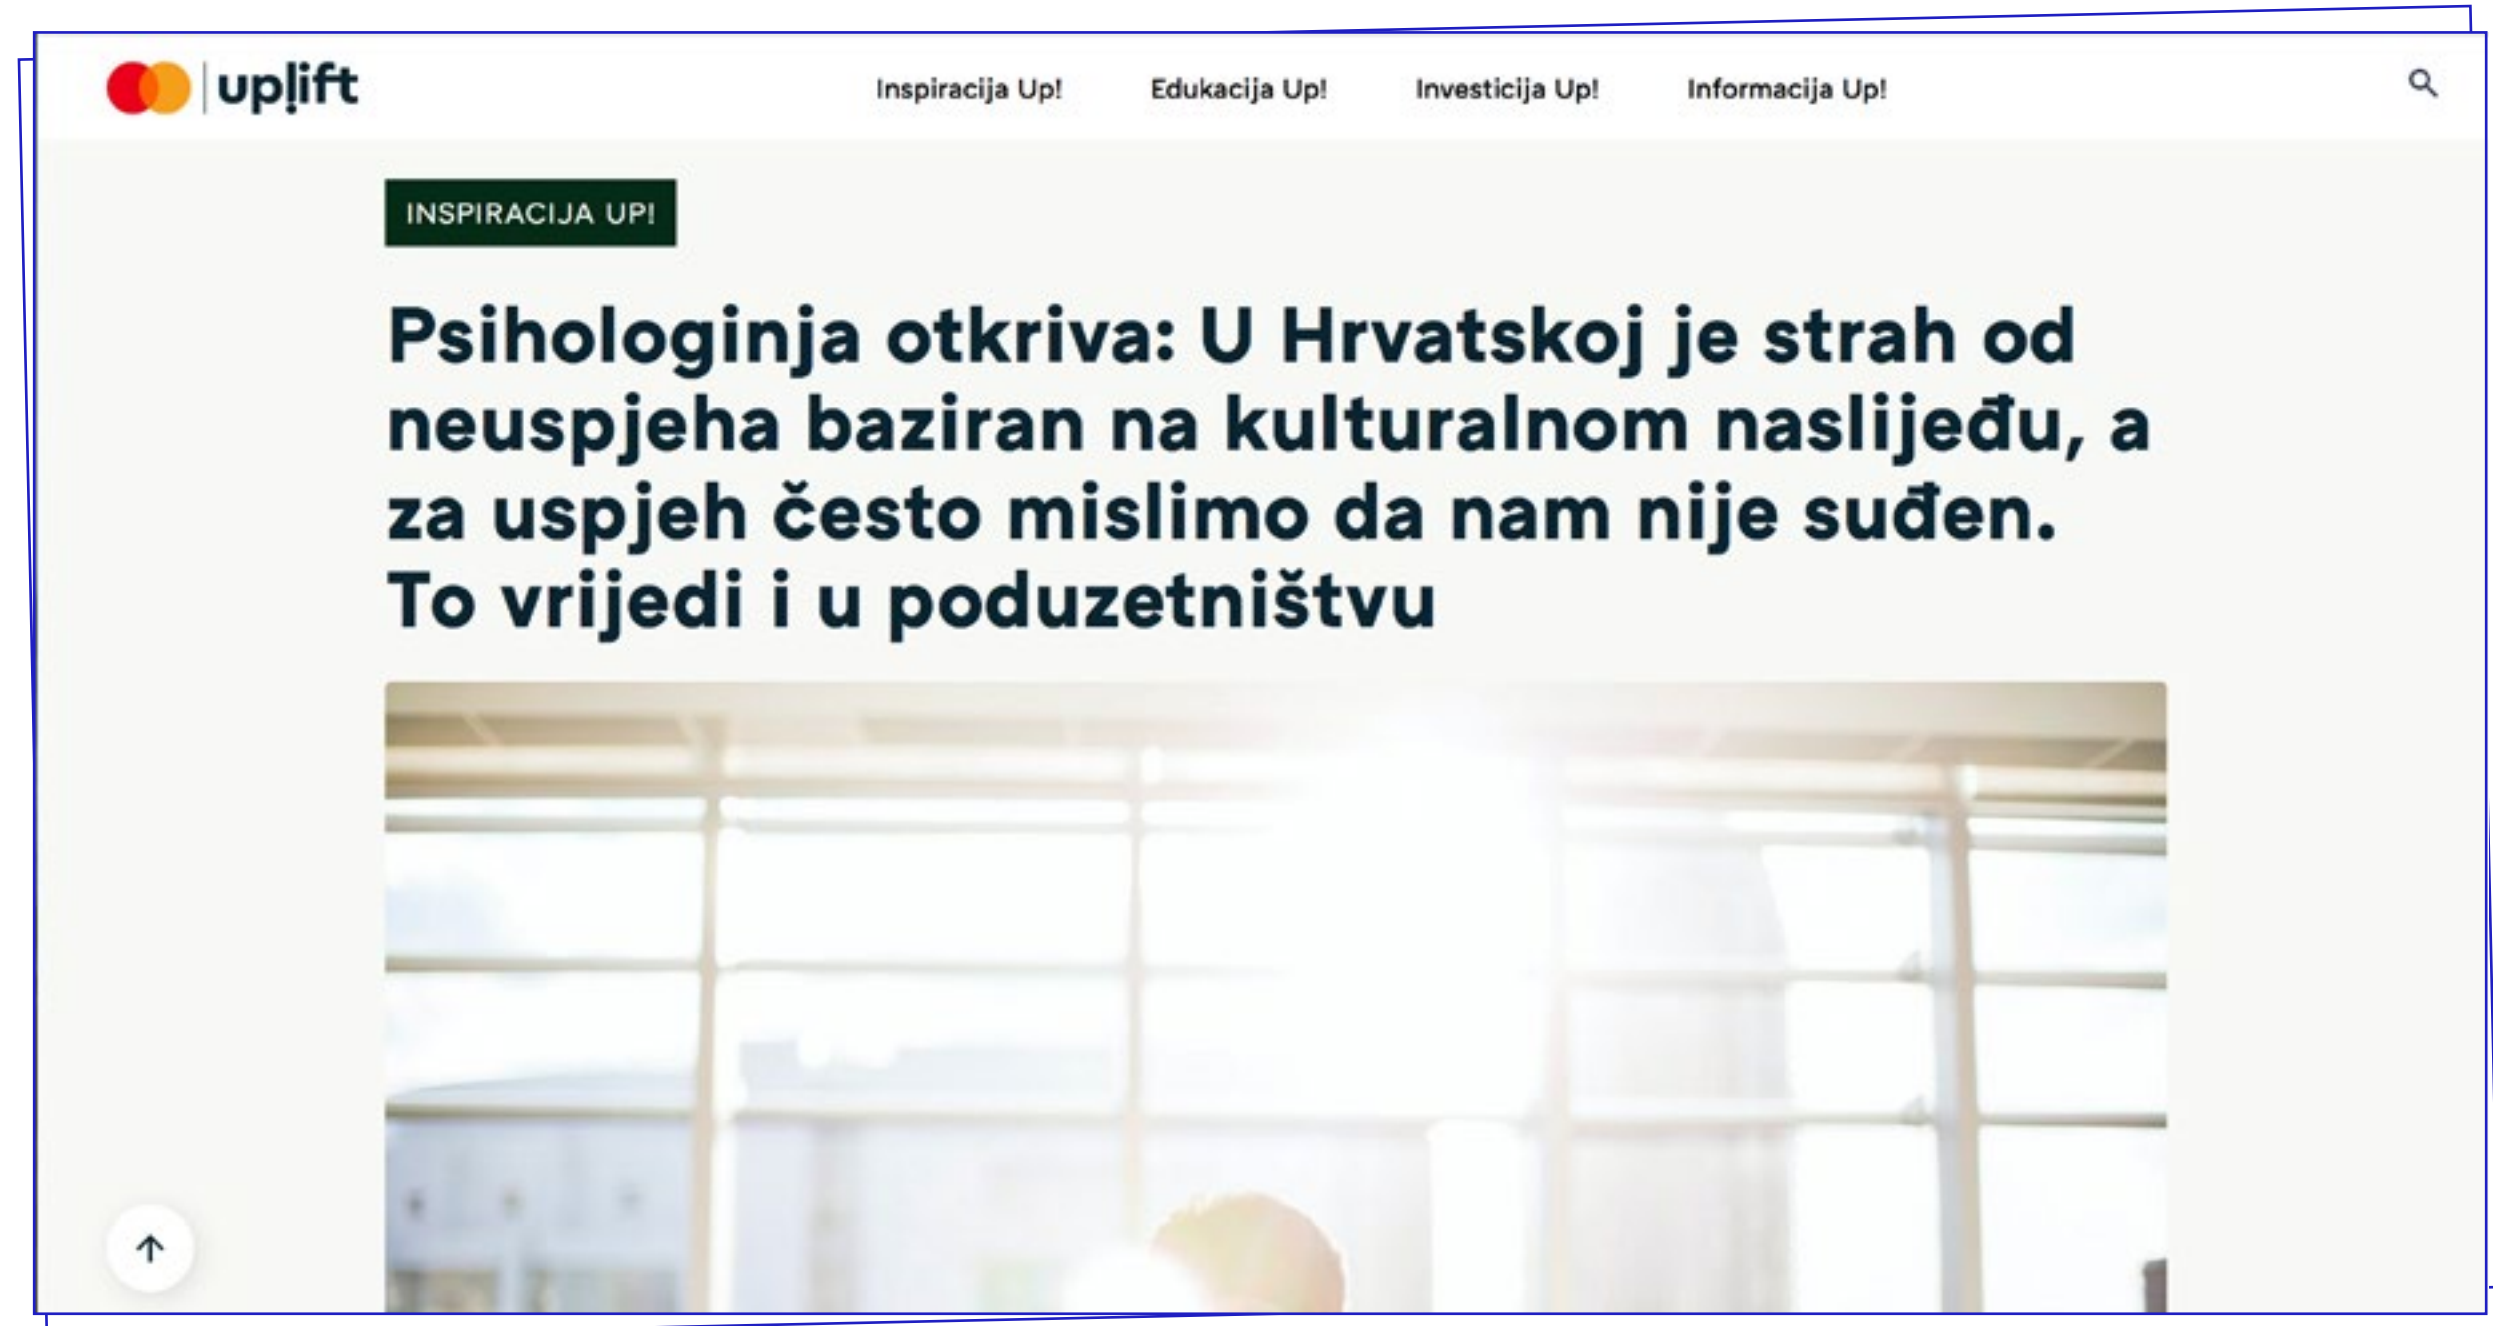 uplift
Inspiracija Up!
Edukacija Up!
Investicija Up!
Informacija Up!
INSPIRACIJA UP!
Psihologinja otkriva: U Hrvatskoj je strah od
neuspjeha baziran na kulturalnom naslijeđu, a
za uspjeh često mislimo da nam nije suđen.
To vrijedi i u poduzetništvu